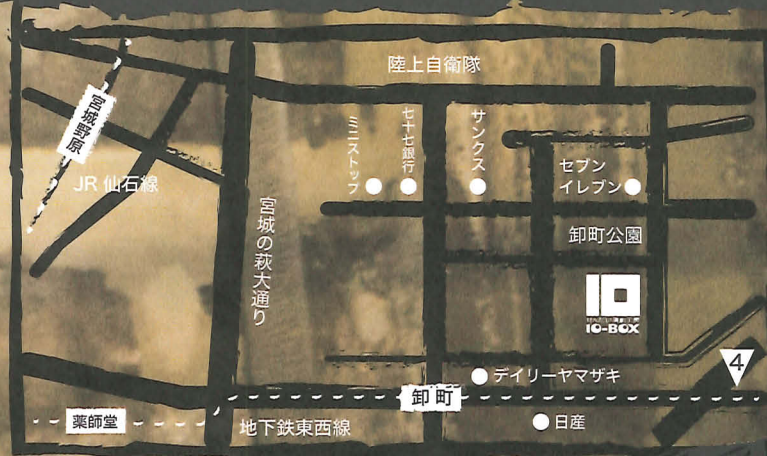 陸上自衛隊
宮城野原
JR 仙石線
ミニストップ
七十七銀行
サンクス
セブン
イレブン
宮城の萩大通り
卸町公園
IO
IO-BOX
4
デイリーヤマザキ
卸町
薬師堂
地下鉄東西線
日産